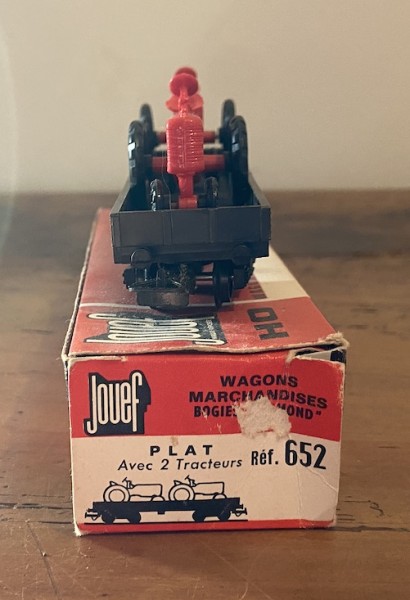 Jouef
HO
Jouef
WAGONS
MARCHANDISES
BOGIES
PLAT
Avec 2 Tracteurs
Réf. 652